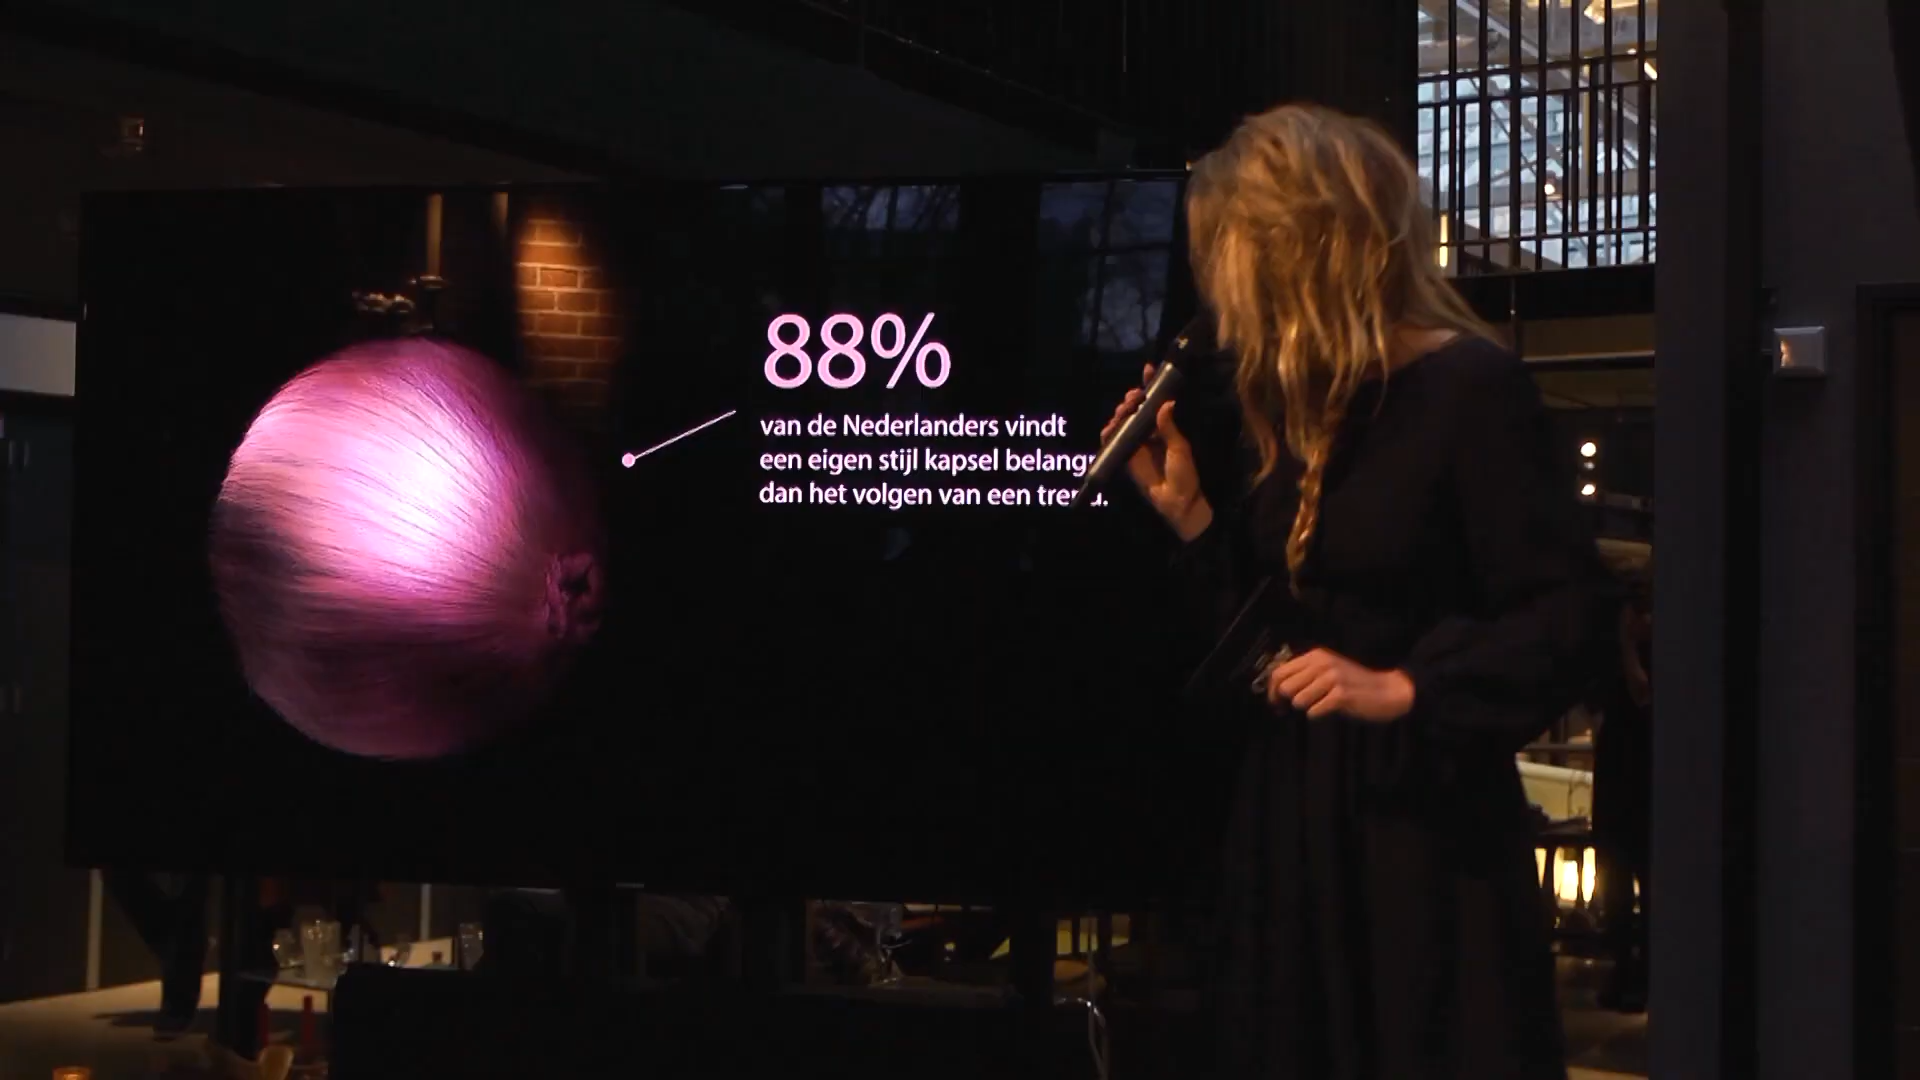 88%
van de Nederlanders vindt
een eigen stijl kapsel
dan het volgen van een